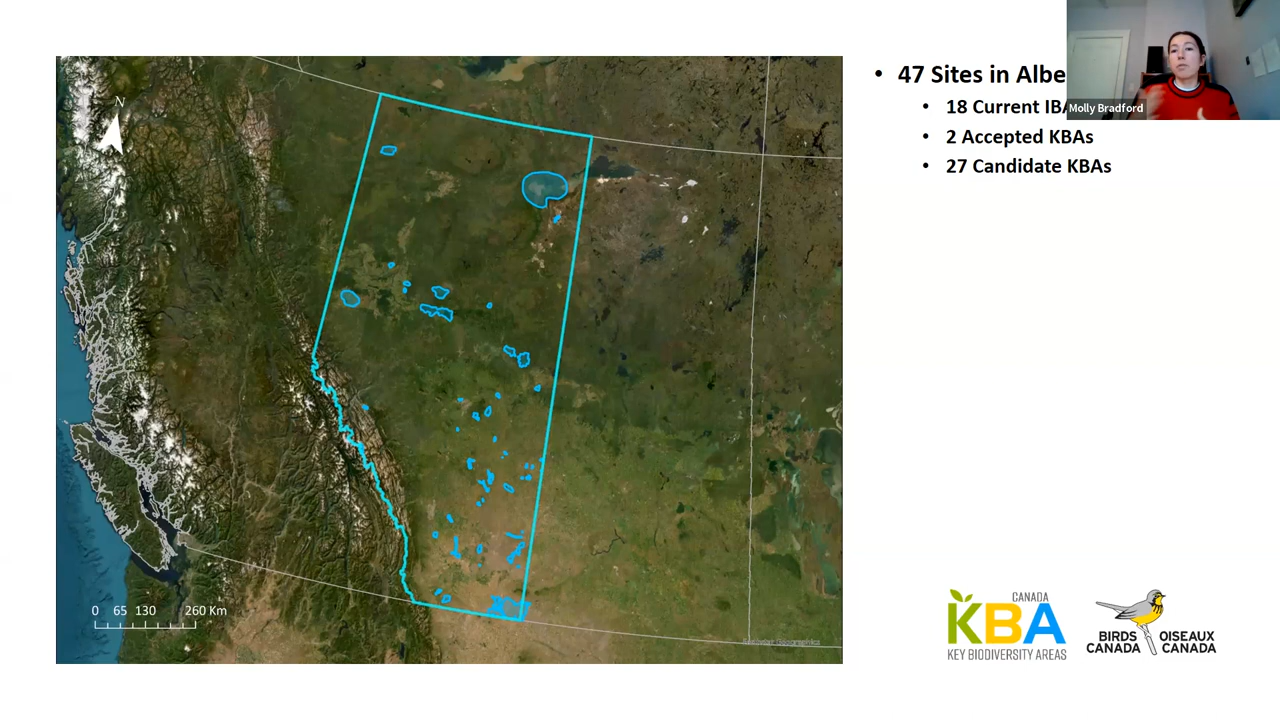 47 Sites in Albe
18 Current IBA
2 Accepted KBAs
27 Candidate KBAs
Molly Bradford
N
0 65 130 260 Km
CANADA
KBA
KEY BIODIVERSITY AREAS
BIRDS CANADA
OISEAUX CANADA